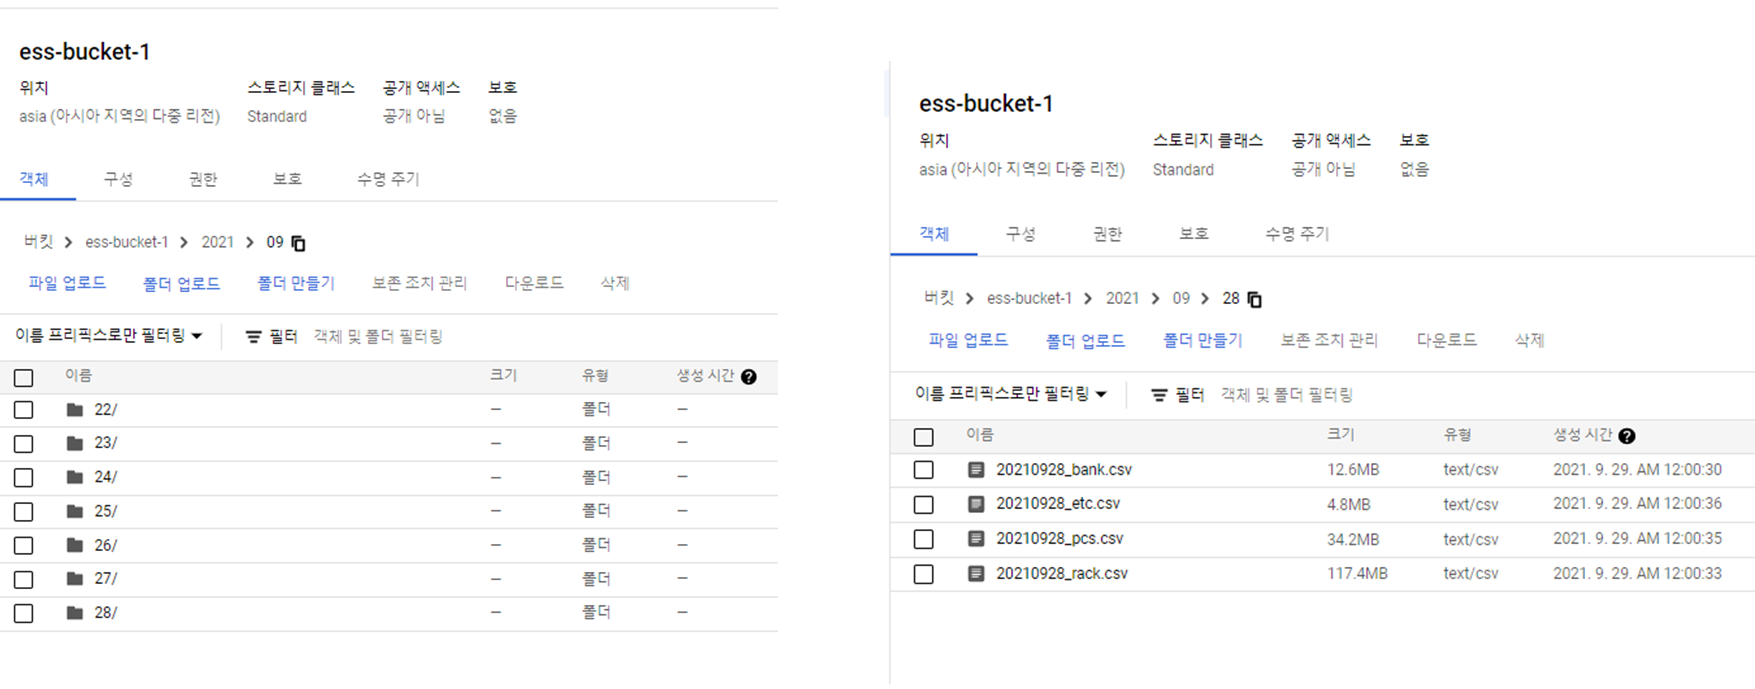 ess-bucket-1
위치 스토리지 클래스 공개 액세스 보호
asia (아시아 지역의 다중 리전) Standard 공개 아님 없음
객체 구성 권한 보호 수명 주기
버킷 > ess-bucket-1 > 2021 > 09
파일 업로드 폴더 업로드 폴더 만들기 보존 조치 관리 다운로드 삭제
이름 프리픽스로만 필터링 필터 객체 및 폴더 필터링
이름 크기 유형 생성 시간 ?
22/ — 폴더 —
23/ — 폴더 —
24/ — 폴더 —
25/ — 폴더 —
26/ — 폴더 —
27/ — 폴더 —
28/ — 폴더 —
ess-bucket-1
위치 스토리지 클래스 공개 액세스 보호
asia (아시아 지역의 다중 리전) Standard 공개 아님 없음
객체 구성 권한 보호 수명 주기
버킷 > ess-bucket-1 > 2021 > 09 > 28
파일 업로드 폴더 업로드 폴더 만들기 보존 조치 관리 다운로드 삭제
이름 프리픽스로만 필터링 필터 객체 및 폴더 필터링
이름 크기 유형 생성 시간 ?
20210928_bank.csv 12.6MB text/csv 2021. 9. 29. AM 12:00:30
20210928_etc.csv 4.8MB text/csv 2021. 9. 29. AM 12:00:36
20210928_pcs.csv 34.2MB text/csv 2021. 9. 29. AM 12:00:35
20210928_rack.csv 117.4MB text/csv 2021. 9. 29. AM 12:00:33